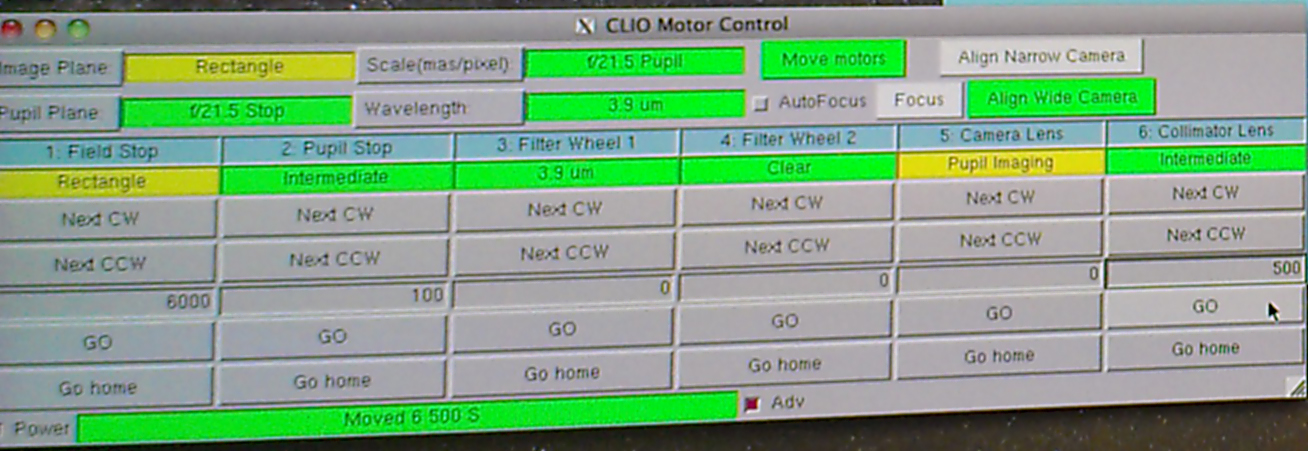 X CLIO Motor Control
Image Plane: Rectangle Scale(mas/pixel): f/21.5 Pupil Move motors Align Narrow Camera
Pupil Plane: f/21.5 Stop Wavelength: 3.9 um AutoFocus Focus Align Wide Camera
1: Field Stop 2: Pupil Stop 3: Filter Wheel 1 4: Filter Wheel 2 5: Camera Lens 6: Collimator Lens
Rectangle Intermediate 3.9 um Clear Pupil Imaging Intermediate
Next CW Next CW Next CW Next CW Next CW Next CW
Next CCW Next CCW Next CCW Next CCW Next CCW Next CCW
6000 100 0 0 0 500
GO GO GO GO GO GO
Go home Go home Go home Go home Go home Go home
Power Moved 6 500 S Adv